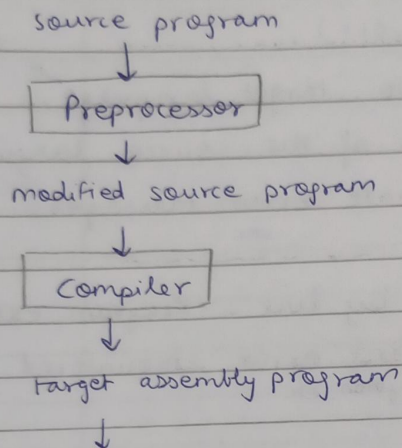 source program
Preprocessor
modified source program
Compiler
target assembly program